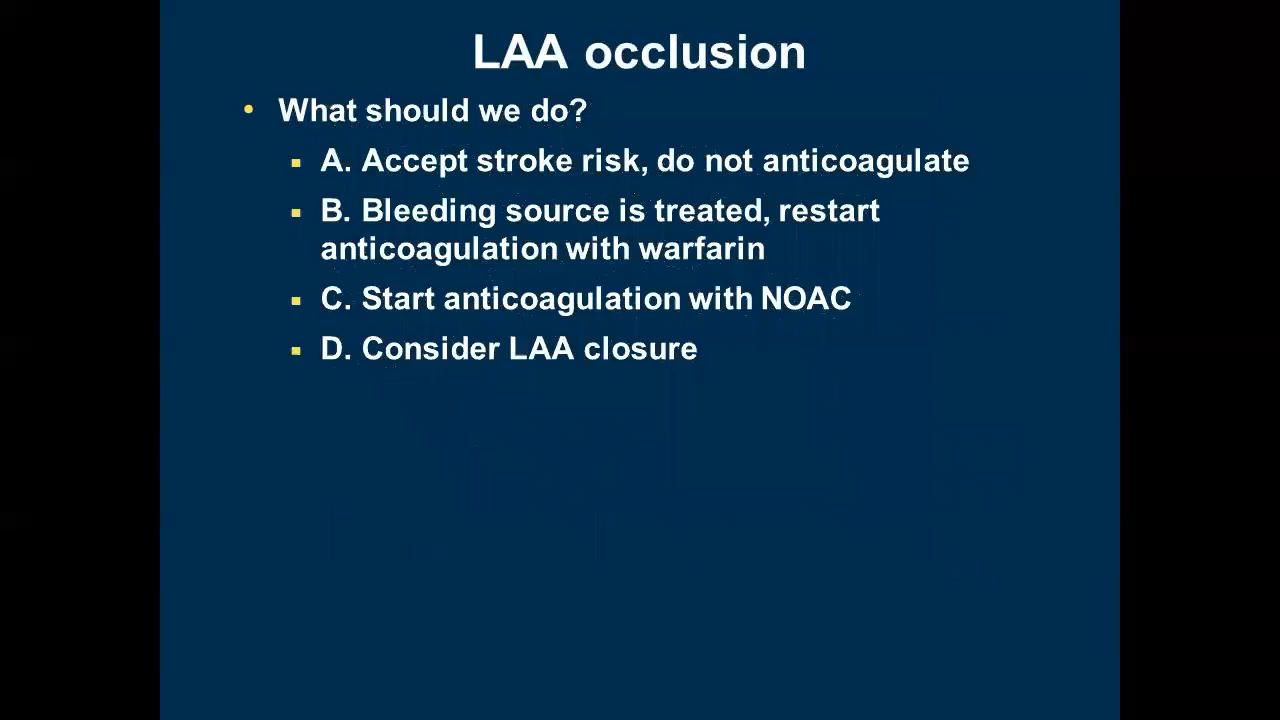 LAA occlusion
• What should we do?
▪ A. Accept stroke risk, do not anticoagulate
▪ B. Bleeding source is treated, restart
anticoagulation with warfarin
▪ C. Start anticoagulation with NOAC
▪ D. Consider LAA closure